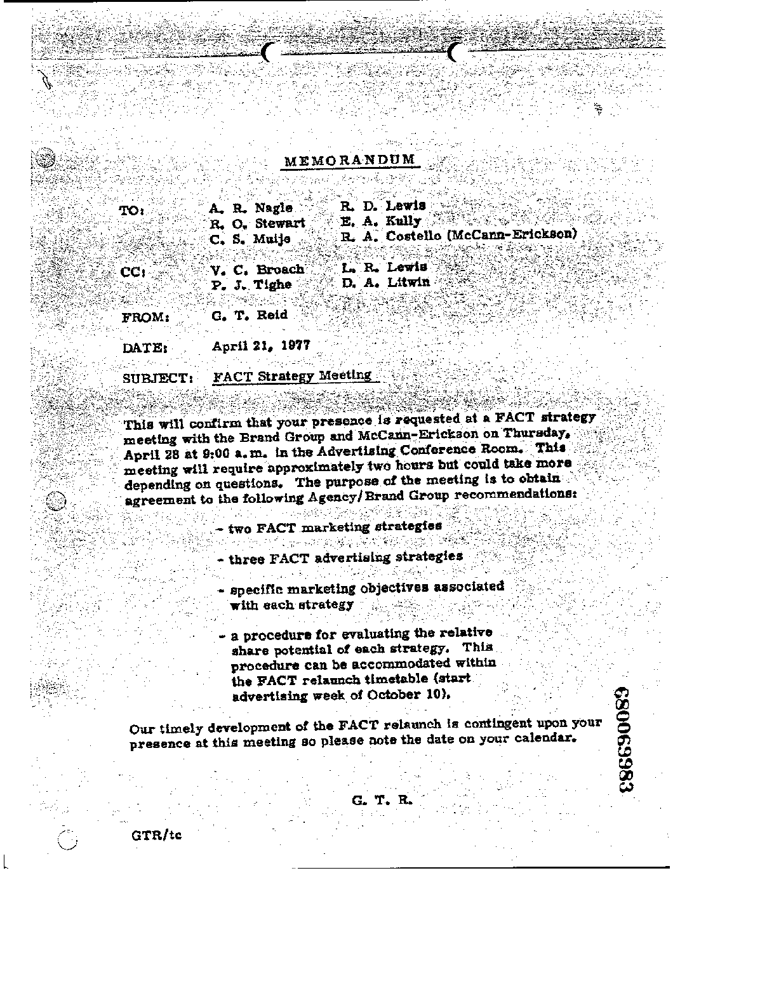 MEMORANDUM
TO: A. R. Nagle R. D. Lewis
R. O. Stewart E. A. Kully
C. S. Muije R. A. Costello (McCann-Erickson)
CC: V. C. Broach L. R. Lewis
P. J. Tighe D. A. Litwin
FROM: G. T. Reid
DATE: April 21, 1977
SUBJECT: FACT Strategy Meeting
This will confirm that your presence is requested at a FACT strategy
meeting with the Brand Group and McCann-Erickson on Thursday,
April 28 at 9:00 a.m. in the Advertising Conference Room. This
meeting will require approximately two hours but could take more
depending on questions. The purpose of the meeting is to obtain
agreement to the following Agency/Brand Group recommendations:
- two FACT marketing strategies
- three FACT advertising strategies
- specific marketing objectives associated
with each strategy
- a procedure for evaluating the relative
share potential of each strategy. This
procedure can be accommodated within
the FACT relaunch timetable (start
advertising week of October 10).
Our timely development of the FACT relaunch is contingent upon your
presence at this meeting so please note the date on your calendar.
G. T. R.
GTR/tc
680069983